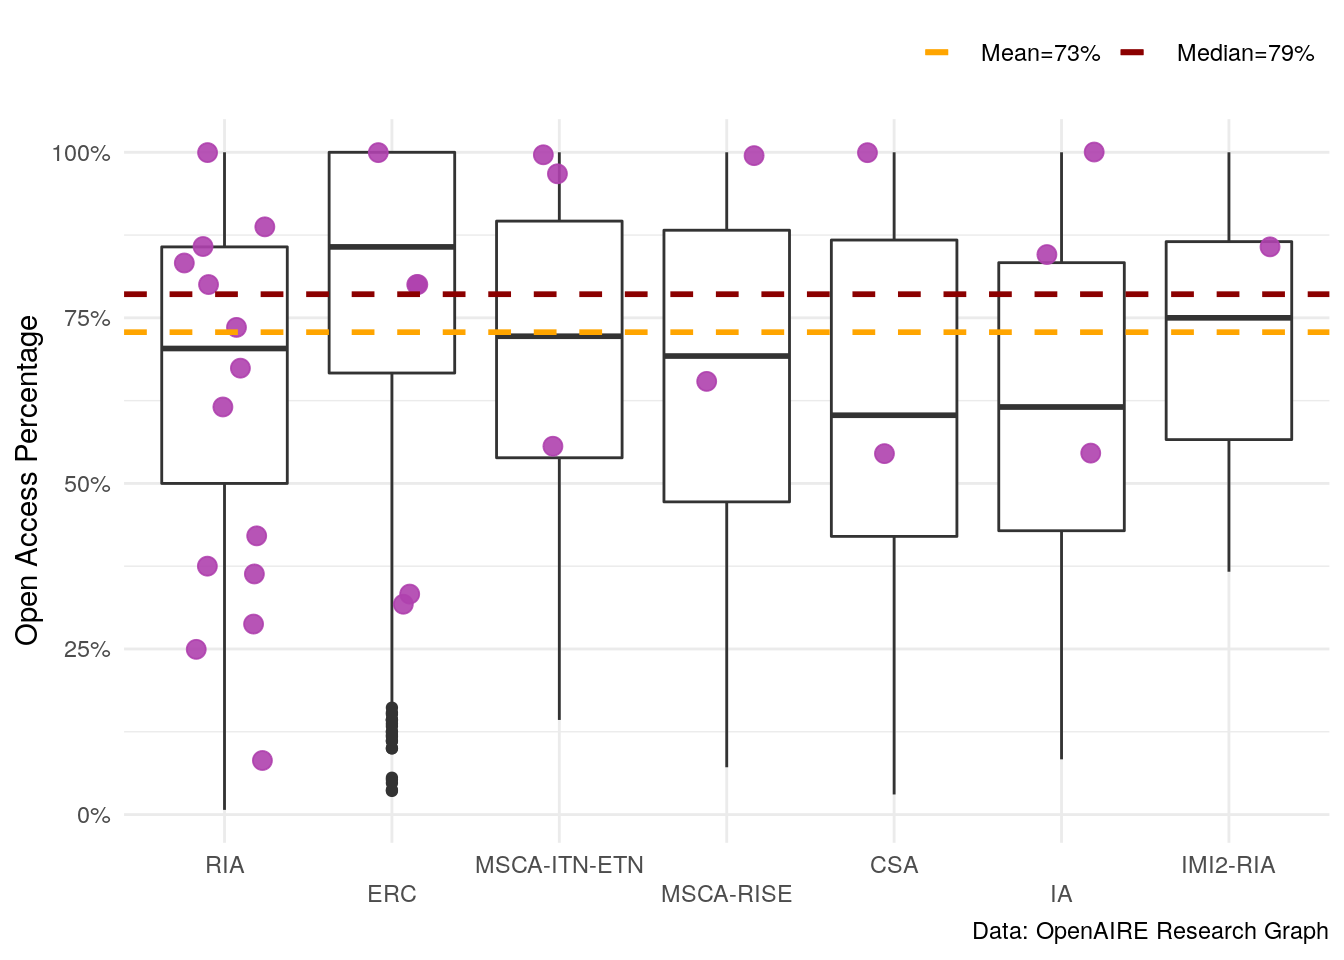 Mean=73% Median=79%
Open Access Percentage
100%
75%
50%
25%
0%
RIA
ERC
MSCA-ITN-ETN
MSCA-RISE
CSA
IA
IMI2-RIA
Data: OpenAIRE Research Graph